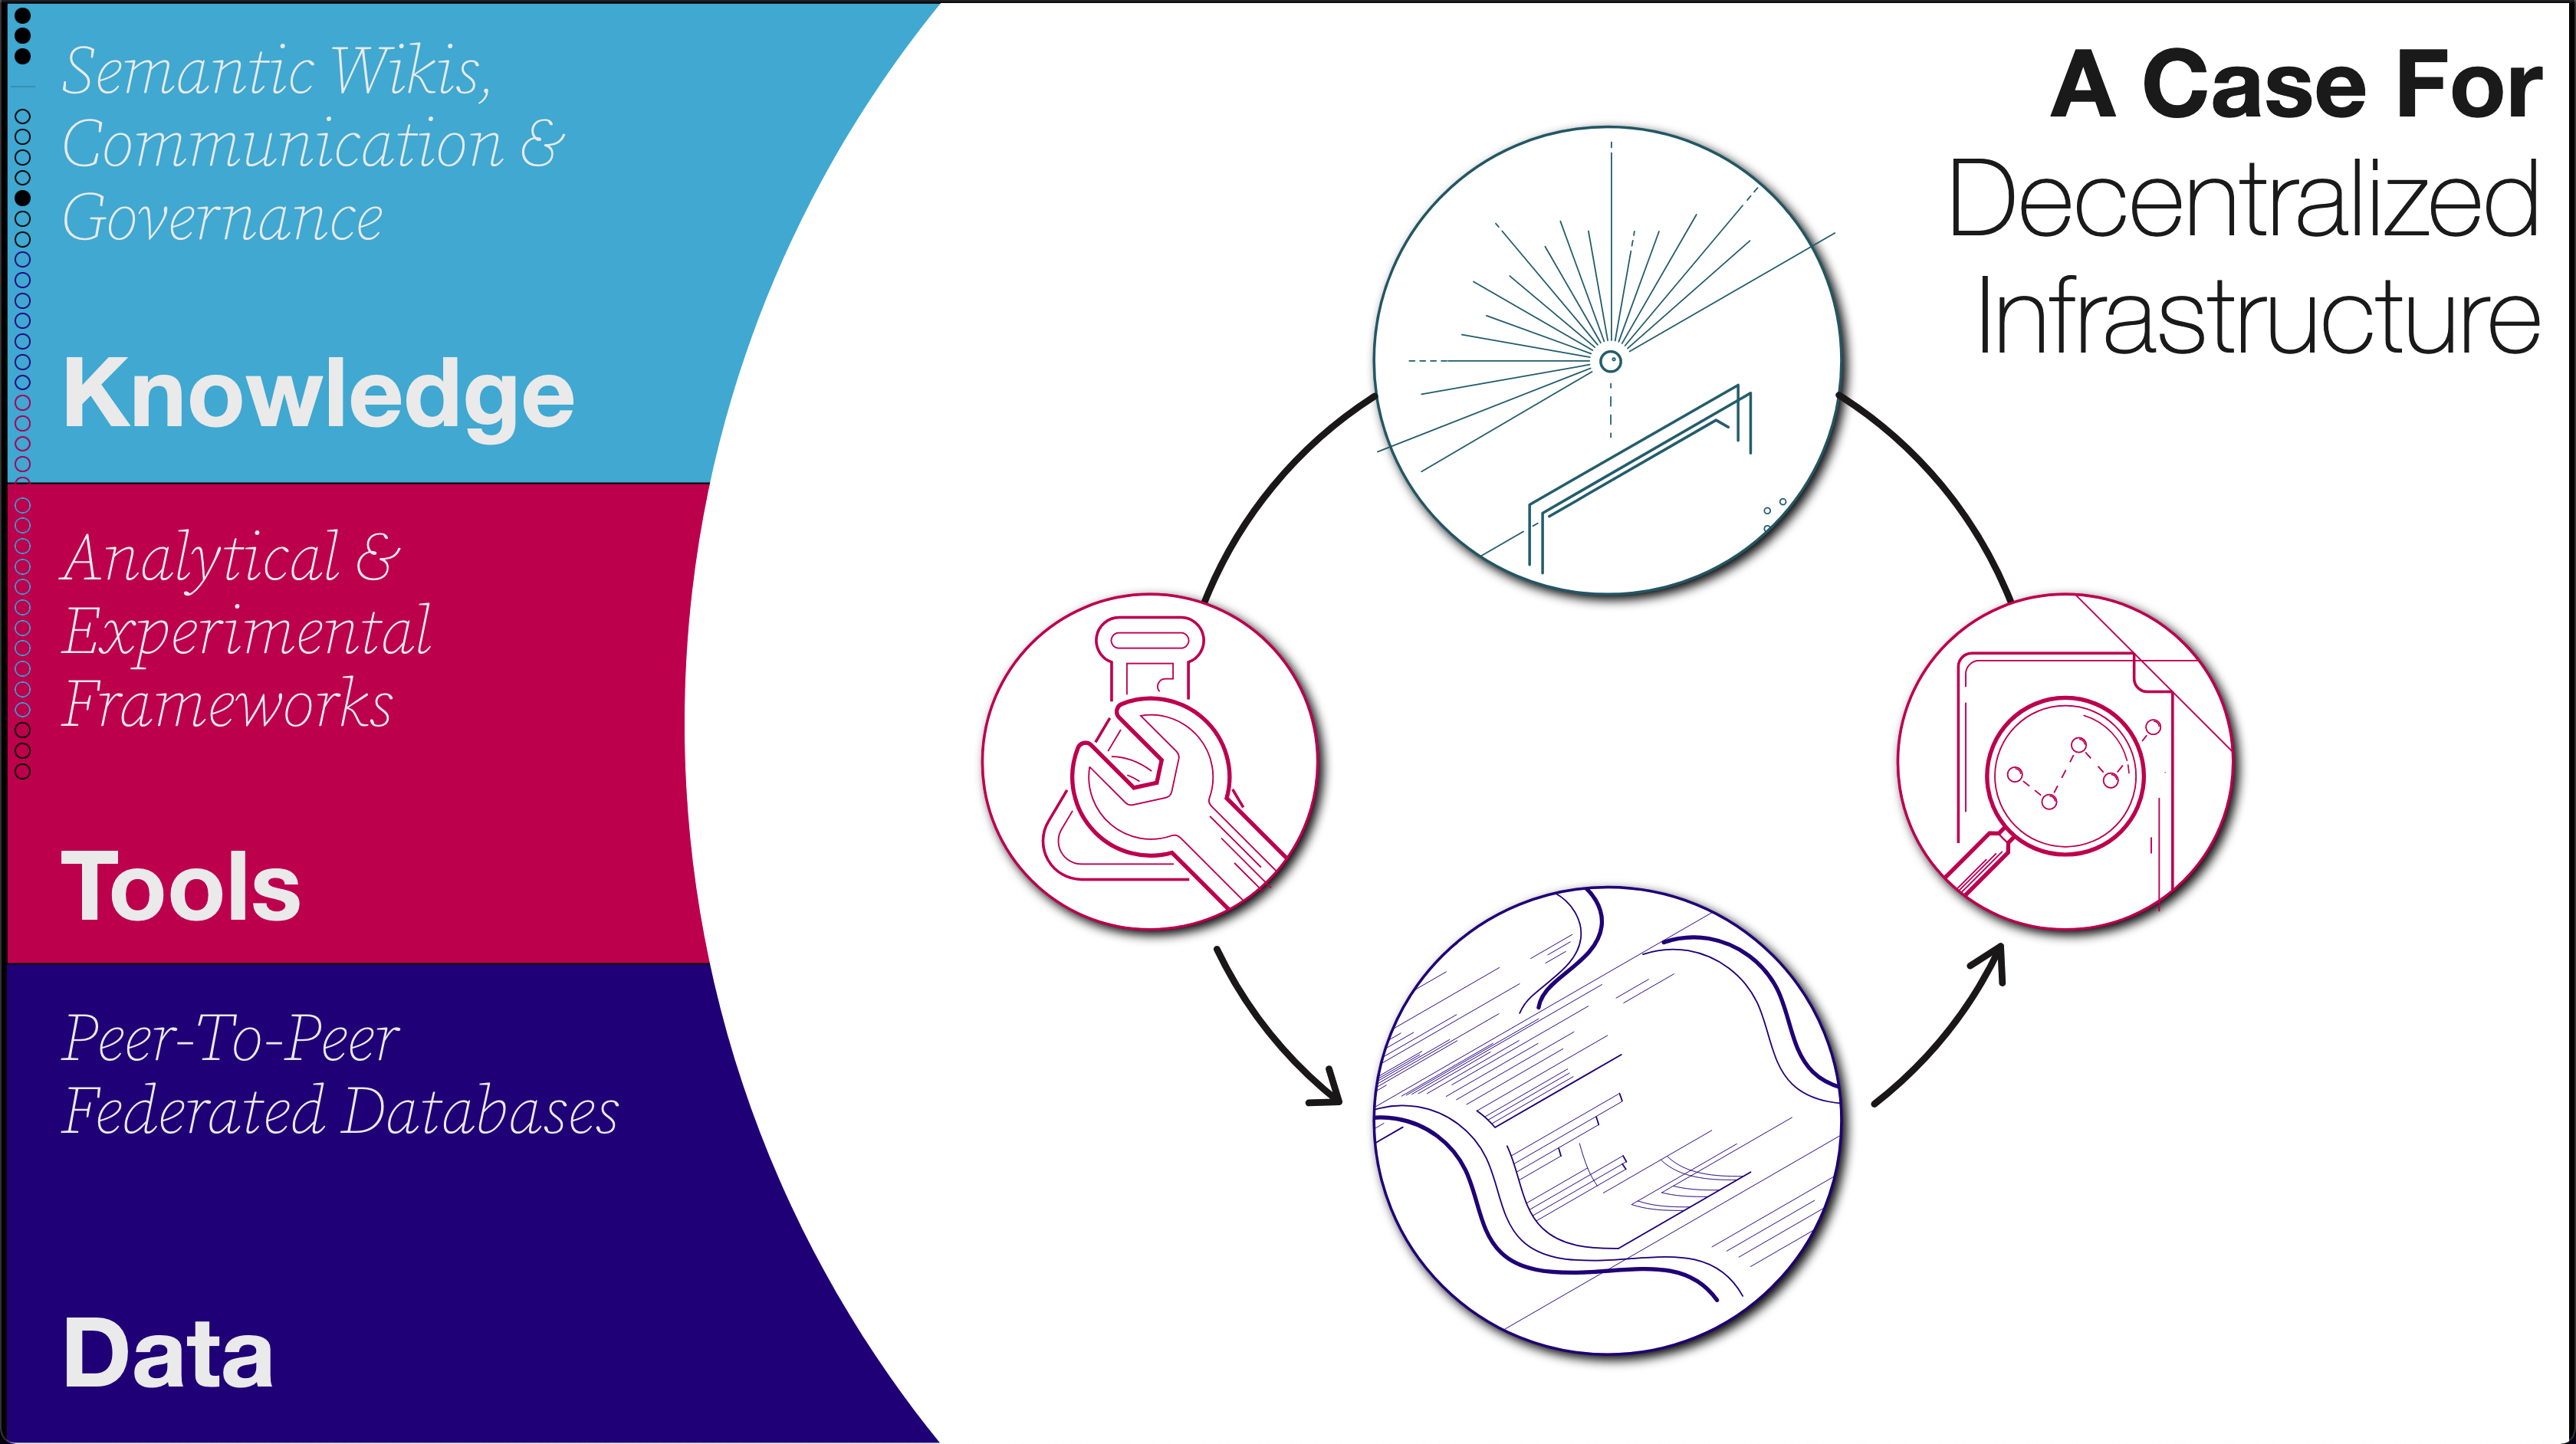 Semantic Wikis,
Communication &
Governance
Knowledge
Analytical &
Experimental
Frameworks
Tools
Peer-To-Peer
Federated Databases
Data
A Case For
Decentralized
Infrastructure